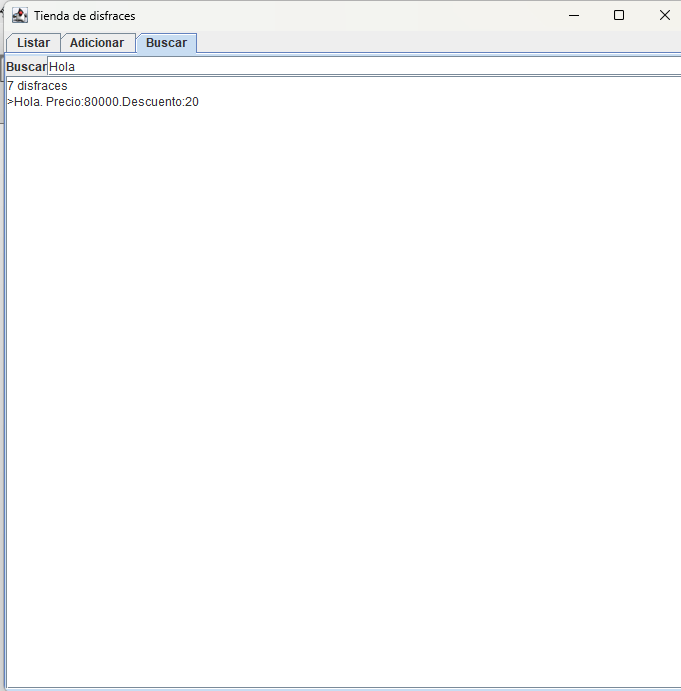 Tienda de disfraces
Listar Adicionar Buscar
Buscar Hola
7 disfraces
>Hola. Precio:80000.Descuento:20